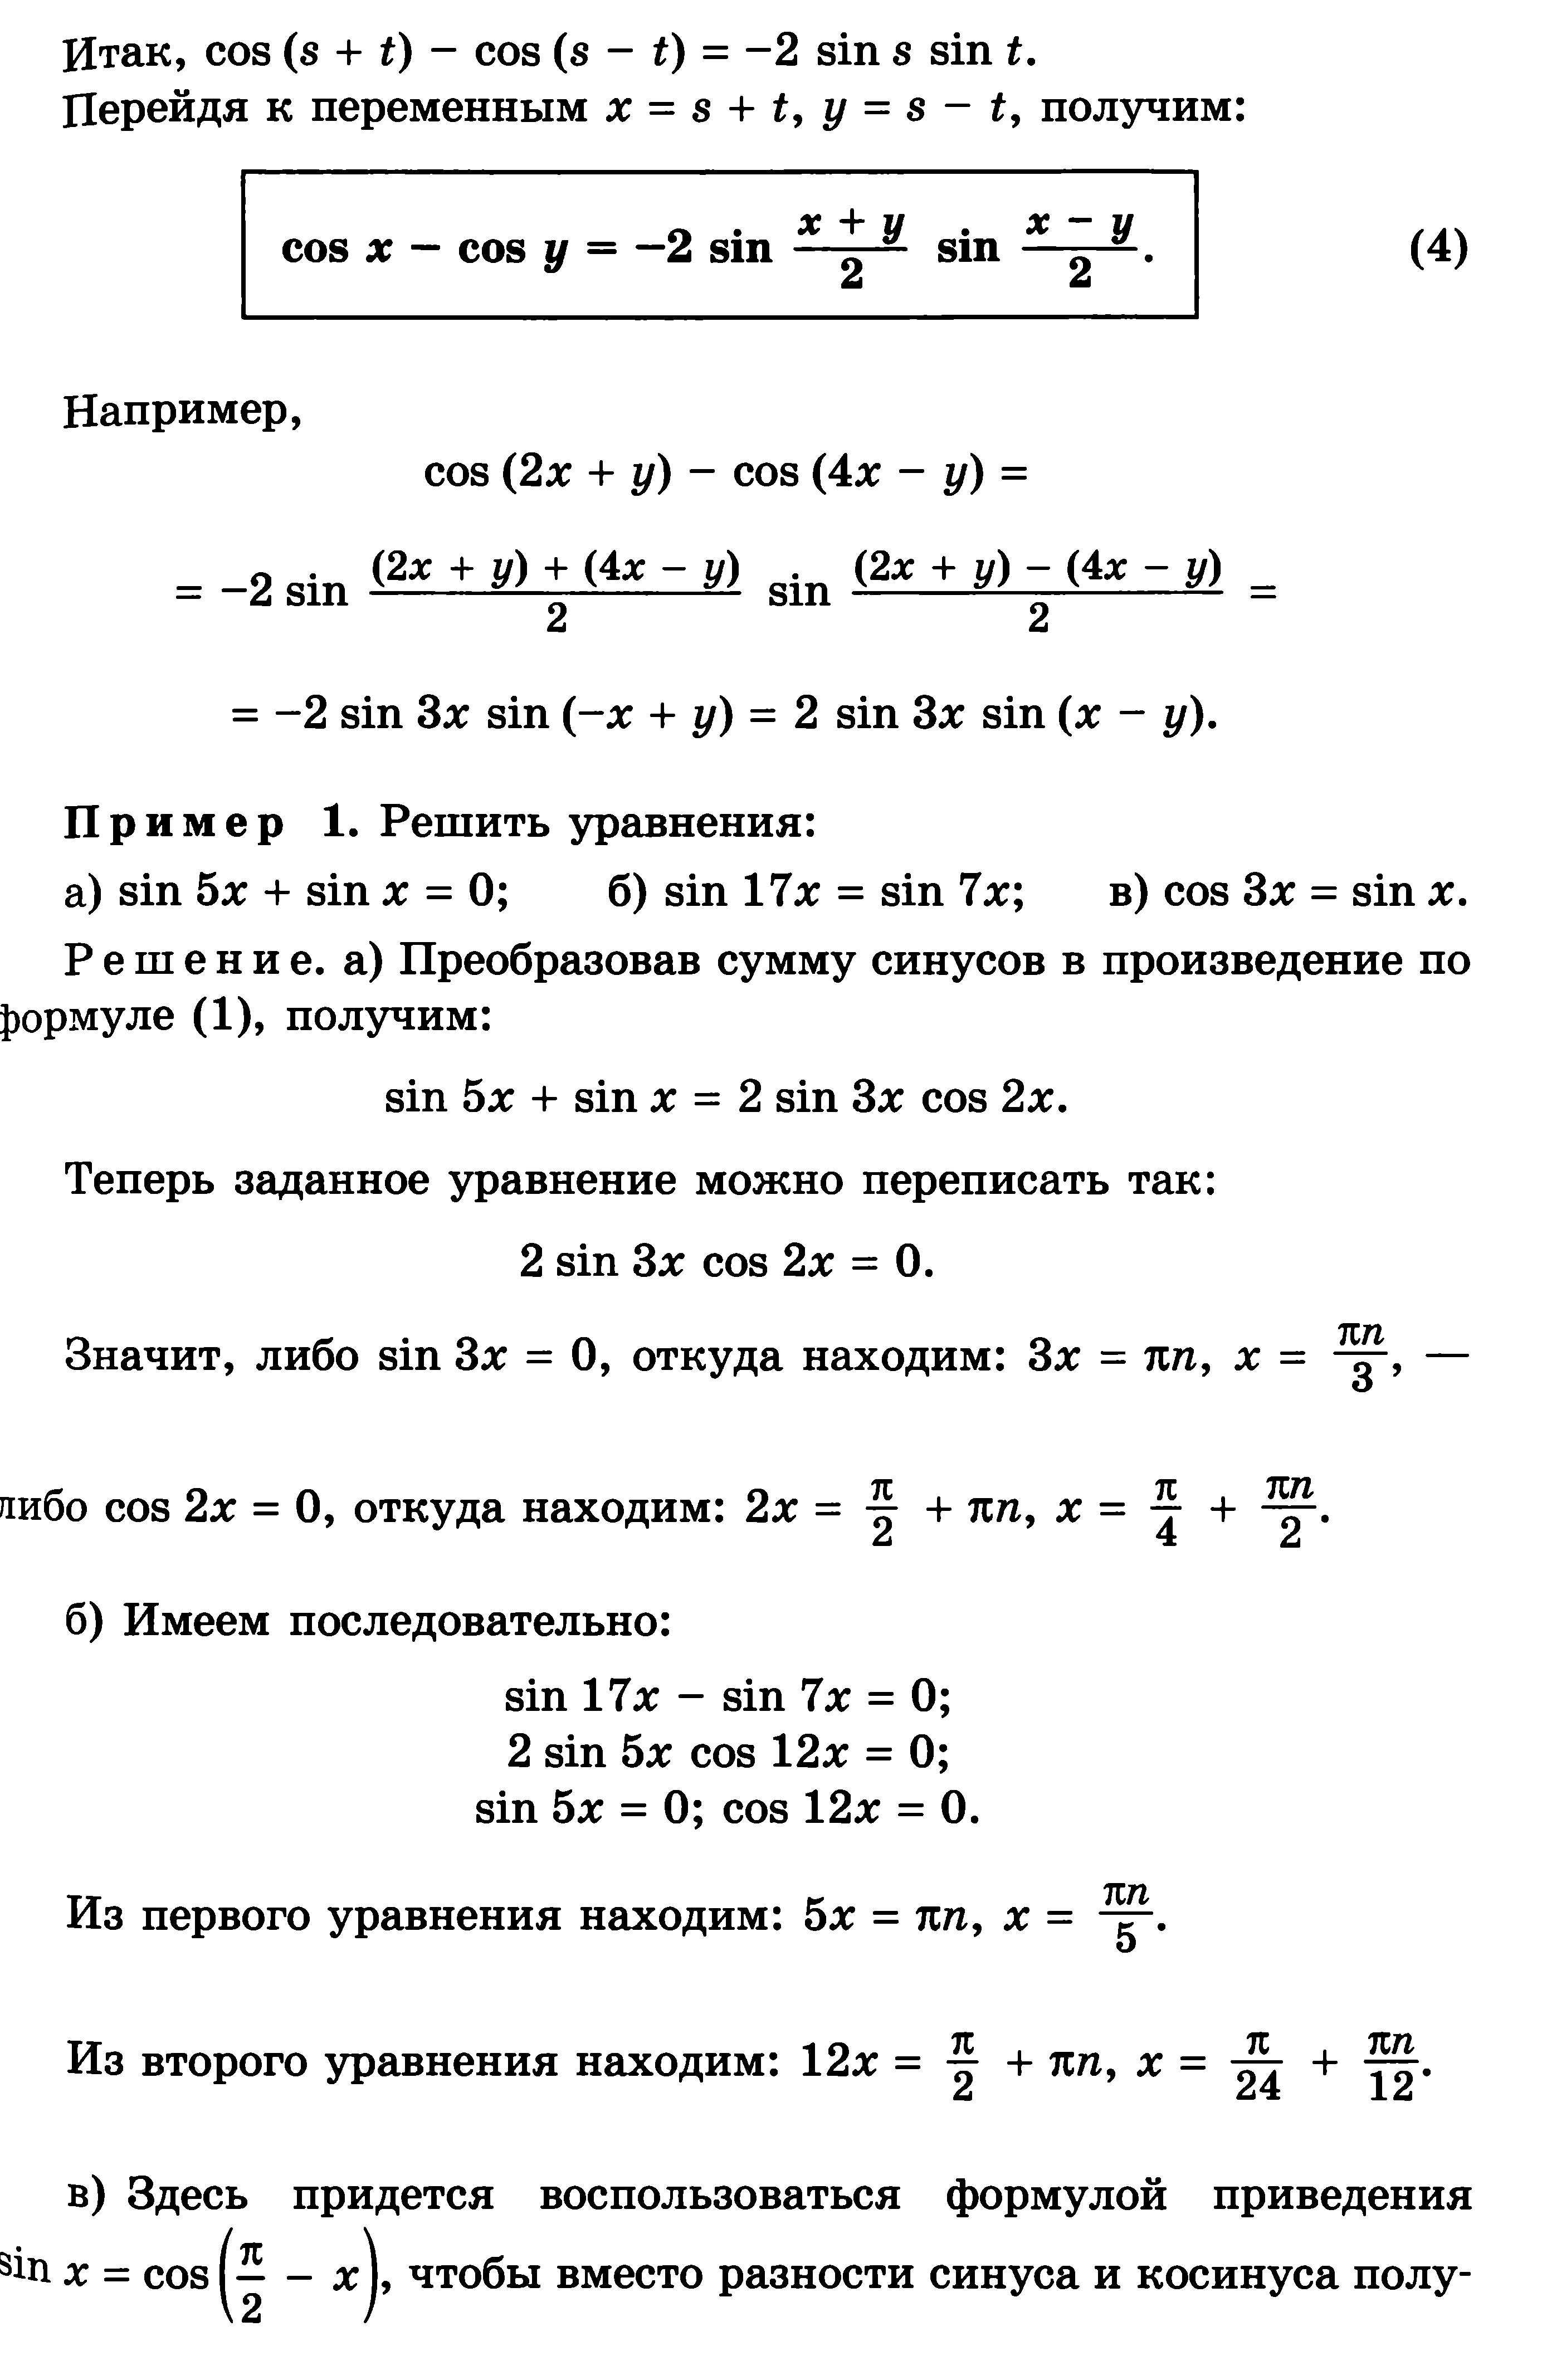 Итак, cos (s + t) − cos (s − t) = −2 sin s sin t.
Перейдя к переменным x = s + t, y = s − t, получим:
cos x − cos y = −2 sin (x + y)/2 sin (x − y)/2. (4)
Например,
cos (2x + y) − cos (4x − y) =
= −2 sin ((2x + y) + (4x − y))/2 sin ((2x + y) − (4x − y))/2 =
= −2 sin 3x sin (−x + y) = 2 sin 3x sin (x − y).
Пример 1. Решить уравнения:
а) sin 5x + sin x = 0; б) sin 17x = sin 7x; в) cos 3x = sin x.
Решение. а) Преобразовав сумму синусов в произведение по
формуле (1), получим:
sin 5x + sin x = 2 sin 3x cos 2x.
Теперь заданное уравнение можно переписать так:
2 sin 3x cos 2x = 0.
Значит, либо sin 3x = 0, откуда находим: 3x = πn, x = πn/3, —
либо cos 2x = 0, откуда находим: 2x = π/2 + πn, x = π/4 + πn/2.
б) Имеем последовательно:
sin 17x − sin 7x = 0;
2 sin 5x cos 12x = 0;
sin 5x = 0; cos 12x = 0.
Из первого уравнения находим: 5x = πn, x = πn/5.
Из второго уравнения находим: 12x = π/2 + πn, x = π/24 + πn/12.
в) Здесь придется воспользоваться формулой приведения
sin x = cos(π/2 − x), чтобы вместо разности синуса и косинуса полу-